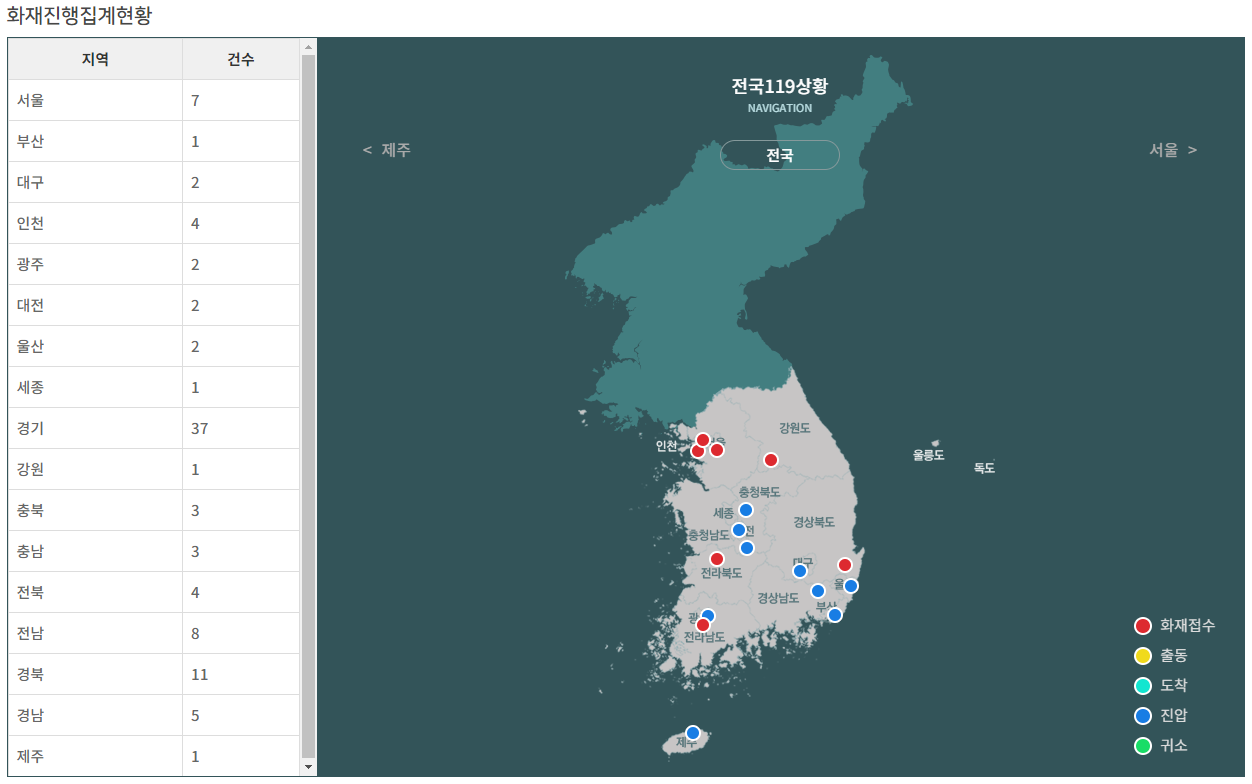 화재진행집계현황
지역 건수
서울 7
부산 1
대구 2
인천 4
광주 2
대전 2
울산 2
세종 1
경기 37
강원 1
충북 3
충남 3
전북 4
전남 8
경북 11
경남 5
제주 1
전국119상황
NAVIGATION
< 제주
전국
서울 >
강원도
인천
울릉도
독도
충청북도
세종
경상북도
충청남도
전라북도
대구
경상남도
부산
전라남도
제주
화재접수
출동
도착
진압
귀소